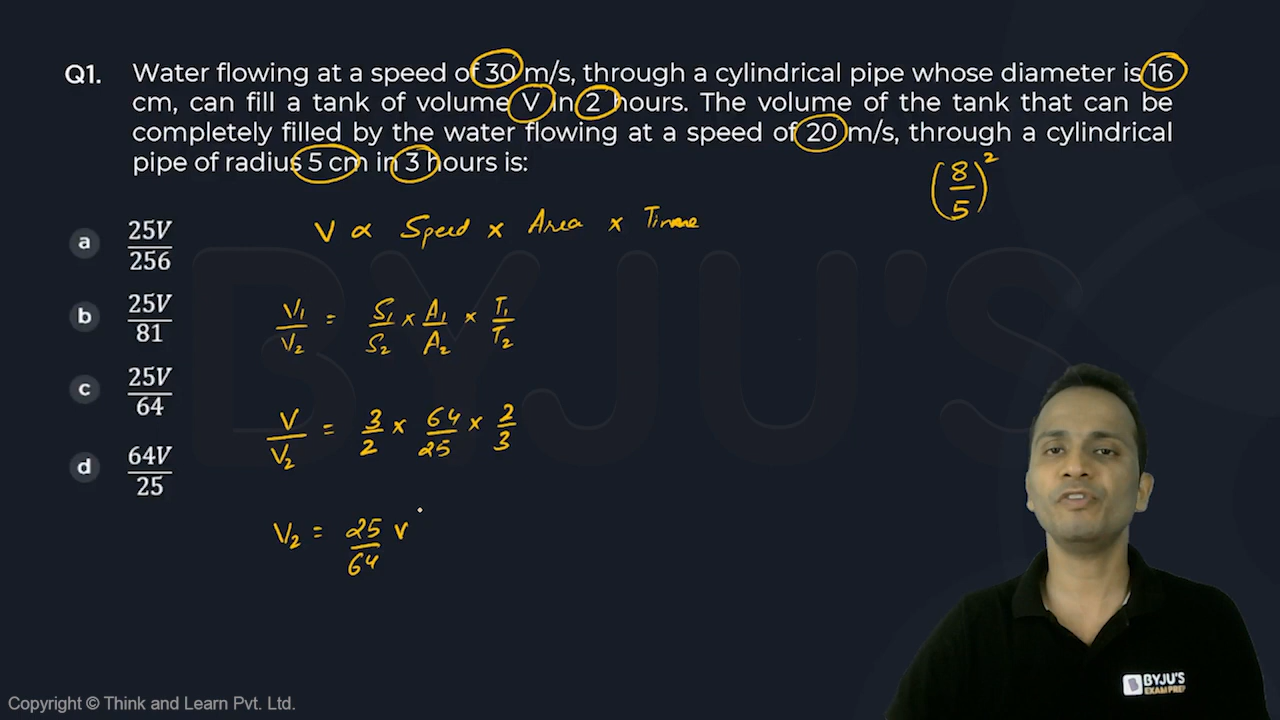 Q1. Water flowing at a speed of 30 m/s, through a cylindrical pipe whose diameter is 16
cm, can fill a tank of volume V in 2 hours. The volume of the tank that can be
completely filled by the water flowing at a speed of 20 m/s, through a cylindrical
pipe of radius 5 cm in 3 hours is:
(8/5)²
a 25V/256
V ∝ Speed × Area × Time
b 25V/81
V₁/V₂ = S₁/S₂ × A₁/A₂ × T₁/T₂
c 25V/64
V/V₂ = 3/2 × 64/25 × 2/3
d 64V/25
V₂ = 25/64 V
BYJU'S
BYJU'S
EXAM PREP
Copyright © Think and Learn Pvt. Ltd.